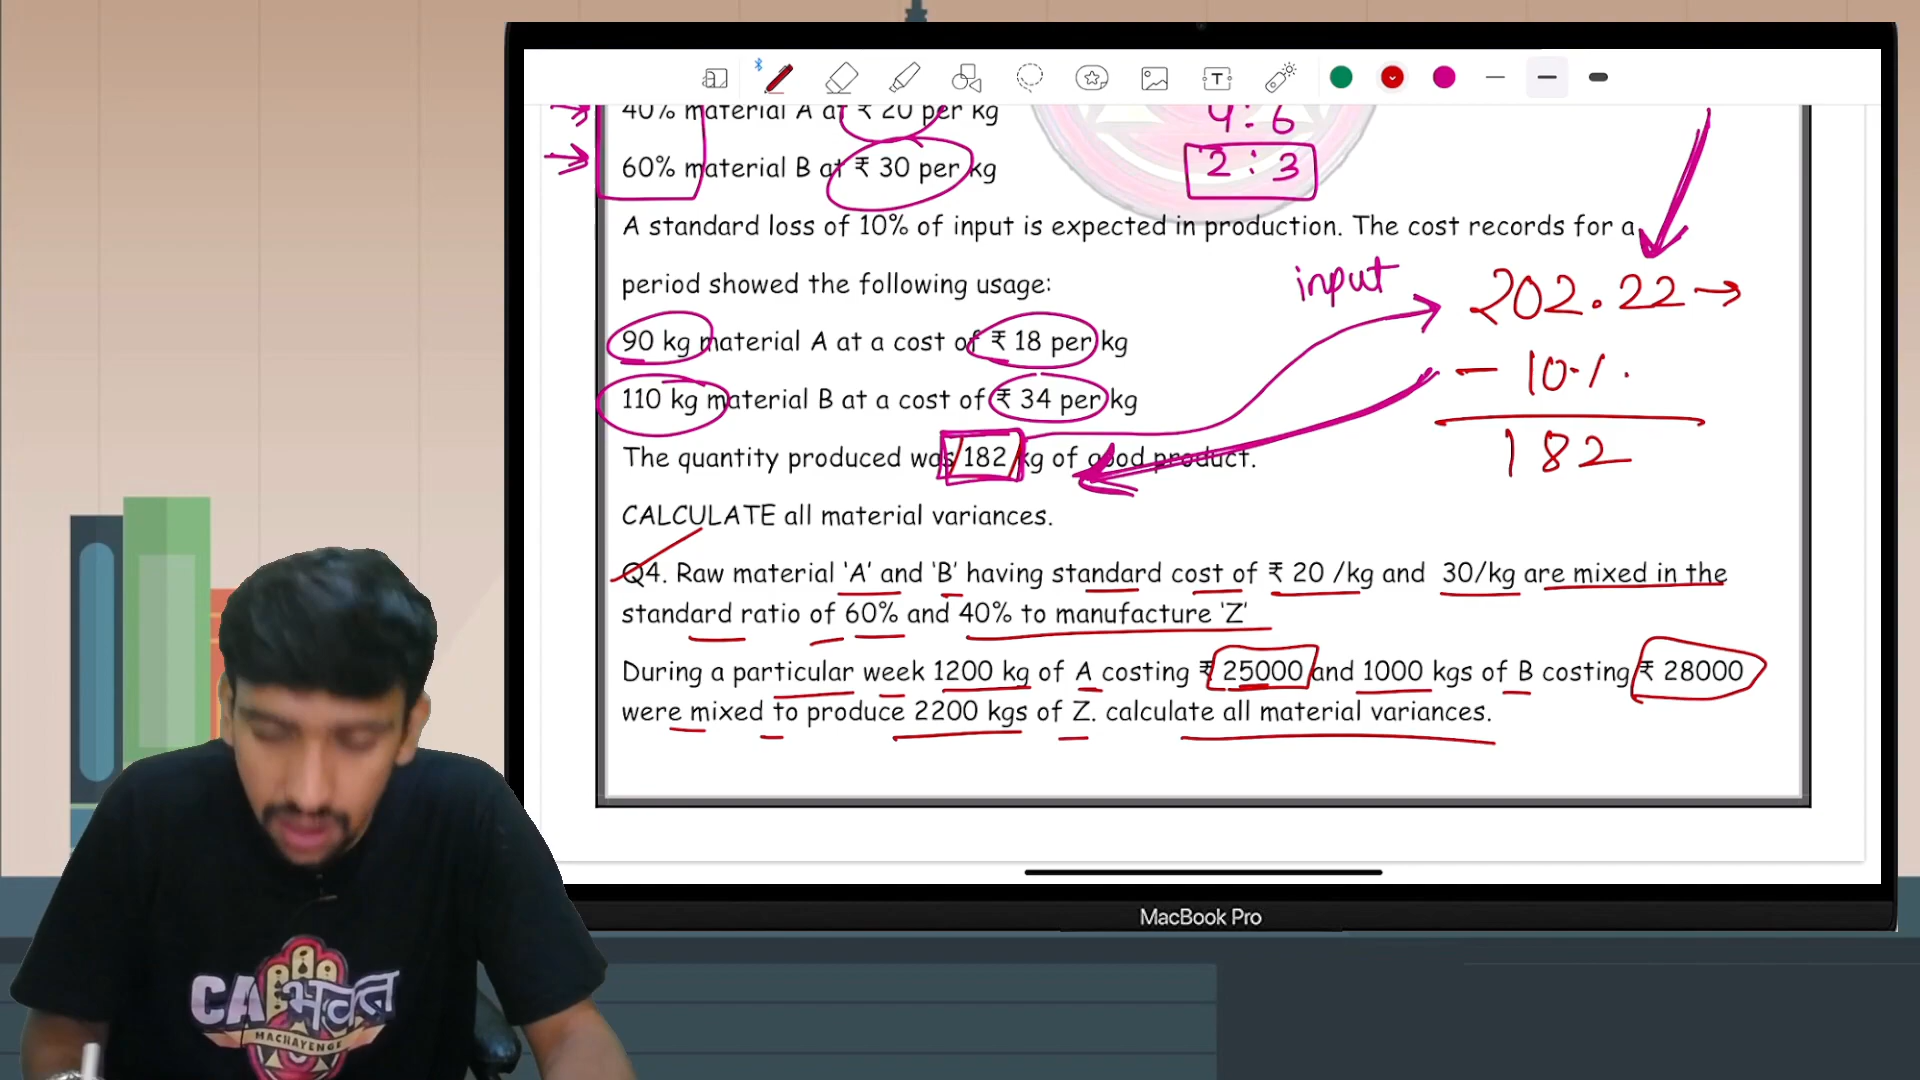 40% material A at ₹ 20 per kg
4 : 6
60% material B at ₹ 30 per kg
2 : 3
A standard loss of 10% of input is expected in production. The cost records for a
period showed the following usage:
input
202.22 →
90 kg material A at a cost of ₹ 18 per kg
- 10%.
110 kg material B at a cost of ₹ 34 per kg
182
The quantity produced was 182 kg of good product.
CALCULATE all material variances.
Q4. Raw material 'A' and 'B' having standard cost of ₹ 20 /kg and 30/kg are mixed in the
standard ratio of 60% and 40% to manufacture 'Z'
During a particular week 1200 kg of A costing ₹ 25000 and 1000 kgs of B costing ₹ 28000
were mixed to produce 2200 kgs of Z. calculate all material variances.
MacBook Pro
CA भक्त
MACHAYENGE